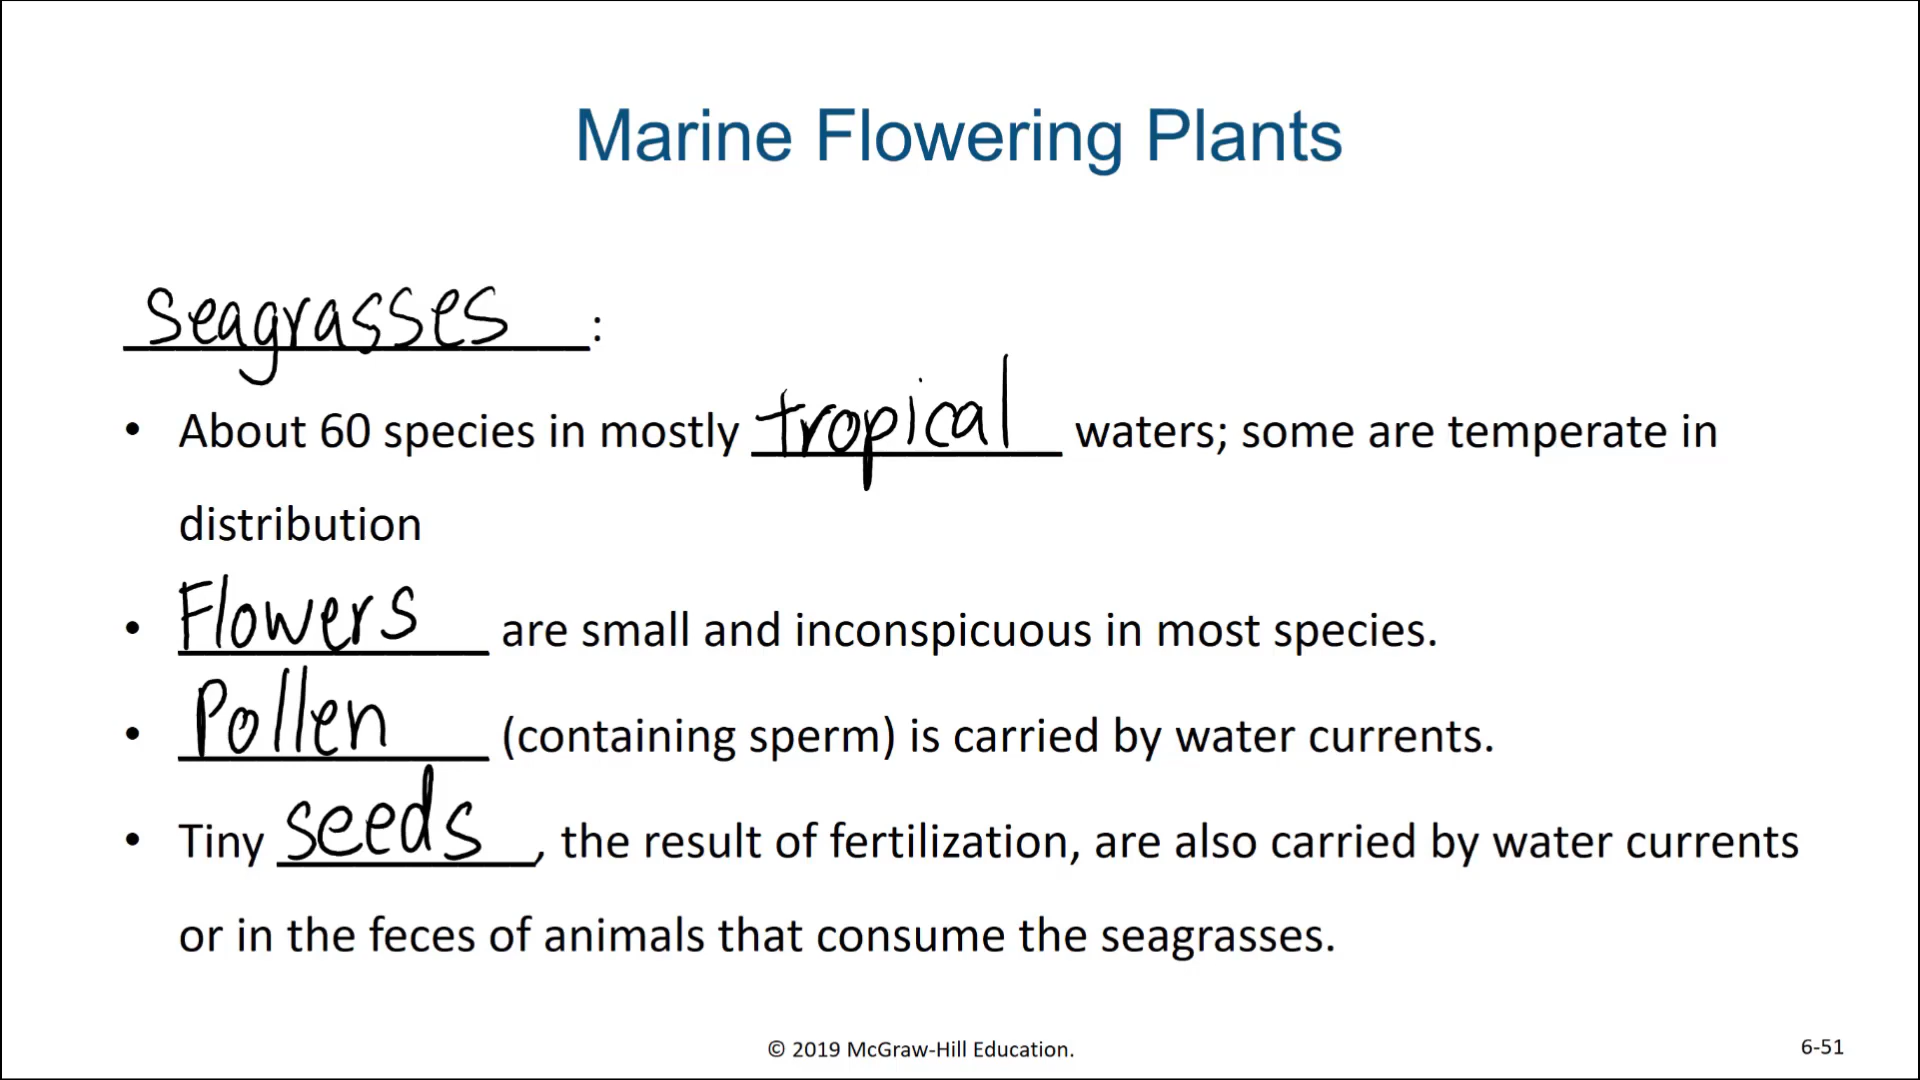 Marine Flowering Plants
seagrasses:
• About 60 species in mostly tropical waters; some are temperate in
distribution
• Flowers are small and inconspicuous in most species.
• Pollen (containing sperm) is carried by water currents.
• Tiny seeds, the result of fertilization, are also carried by water currents
or in the feces of animals that consume the seagrasses.
© 2019 McGraw-Hill Education.
6-51